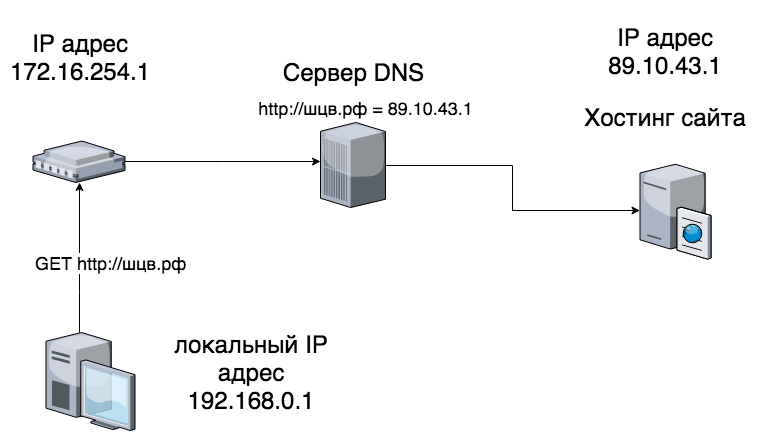 IP адрес
172.16.254.1
Сервер DNS
http://шцв.рф = 89.10.43.1
IP адрес
89.10.43.1
Хостинг сайта
GET http://шцв.рф
локальный IP
адрес
192.168.0.1